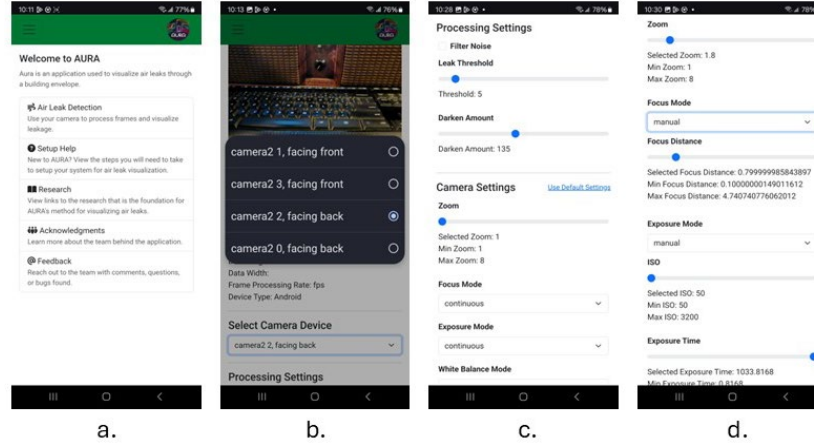 10:11
77%
Welcome to AURA
Aura is an application used to visualize air leaks through
a building envelope.
Air Leak Detection
Use your camera to process frames and visualize
leakage.
Setup Help
New to AURA? View the steps you will need to take
to setup your system for air leak visualization.
Research
View links to the research that is the foundation for
AURA's method for visualizing air leaks.
Acknowledgments
Learn more about the team behind the application.
Feedback
Reach out to the team with comments, questions,
or bugs found.
a.
10:13
76%
camera2 1, facing front
camera2 3, facing front
camera2 2, facing back
camera2 0, facing back
Data Width:
Frame Processing Rate: fps
Device Type: Android
Select Camera Device
camera2 2, facing back
Processing Settings
b.
10:28
78%
Processing Settings
Filter Noise
Leak Threshold
Threshold: 5
Darken Amount
Darken Amount: 135
Camera Settings Use Default Settings
Zoom
Selected Zoom: 1
Min Zoom: 1
Max Zoom: 8
Focus Mode
continuous
Exposure Mode
continuous
White Balance Mode
c.
10:30
78%
Zoom
Selected Zoom: 1.8
Min Zoom: 1
Max Zoom: 8
Focus Mode
manual
Focus Distance
Selected Focus Distance: 0.799999985843897
Min Focus Distance: 0.10000000149011612
Max Focus Distance: 4.740740776062012
Exposure Mode
manual
ISO
Selected ISO: 50
Min ISO: 50
Max ISO: 3200
Exposure Time
Selected Exposure Time: 1033.8168
Min Exposure Time: 0.8168
d.